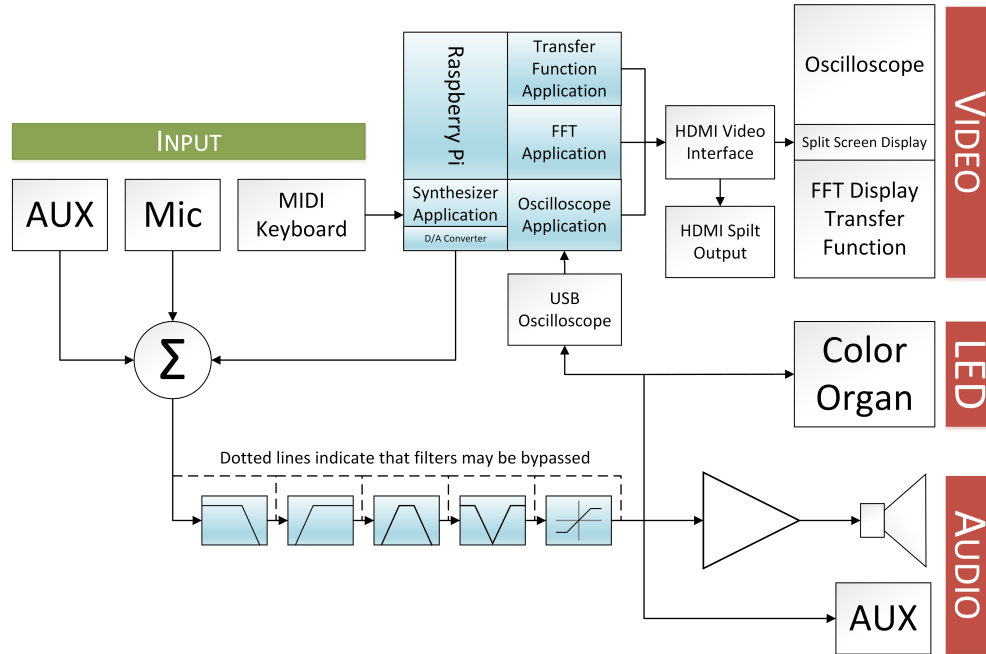 INPUT
AUX
Mic
MIDI
Keyboard
Raspberry Pi
Synthesizer
Application
D/A Converter
Transfer
Function
Application
FFT
Application
Oscilloscope
Application
USB
Oscilloscope
HDMI Video
Interface
HDMI Spilt
Output
Oscilloscope
Split Screen Display
FFT Display
Transfer
Function
VIDEO
Σ
Color
Organ
LED
Dotted lines indicate that filters may be bypassed
AUX
AUDIO